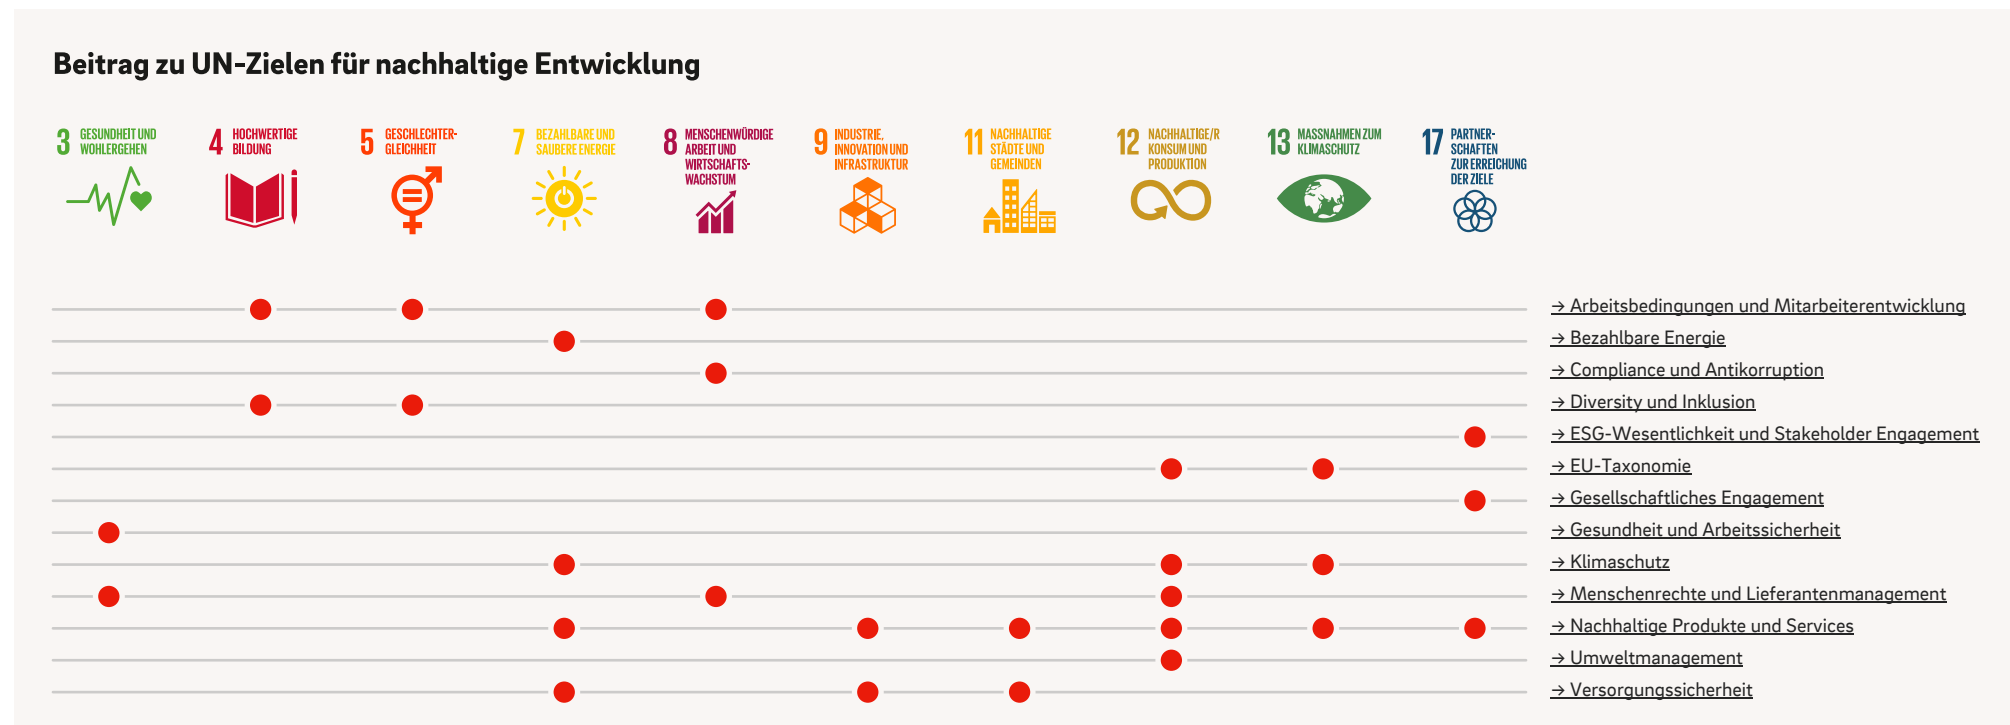 Beitrag zu UN-Zielen für nachhaltige Entwicklung
3 GESUNDHEIT UND
WOHLERGEHEN
4 HOCHWERTIGE
BILDUNG
5 GESCHLECHTER-
GLEICHHEIT
7 BEZAHLBARE UND
SAUBERE ENERGIE
8 MENSCHENWÜRDIGE
ARBEIT UND
WIRTSCHAFTS-
WACHSTUM
9 INDUSTRIE,
INNOVATION UND
INFRASTRUKTUR
11 NACHHALTIGE
STÄDTE UND
GEMEINDEN
12 NACHHALTIGE/R
KONSUM UND
PRODUKTION
13 MASSNAHMEN ZUM
KLIMASCHUTZ
17 PARTNER-
SCHAFTEN
ZUR ERREICHUNG
DER ZIELE
→ Arbeitsbedingungen und Mitarbeiterentwicklung
→ Bezahlbare Energie
→ Compliance und Antikorruption
→ Diversity und Inklusion
→ ESG-Wesentlichkeit und Stakeholder Engagement
→ EU-Taxonomie
→ Gesellschaftliches Engagement
→ Gesundheit und Arbeitssicherheit
→ Klimaschutz
→ Menschenrechte und Lieferantenmanagement
→ Nachhaltige Produkte und Services
→ Umweltmanagement
→ Versorgungssicherheit